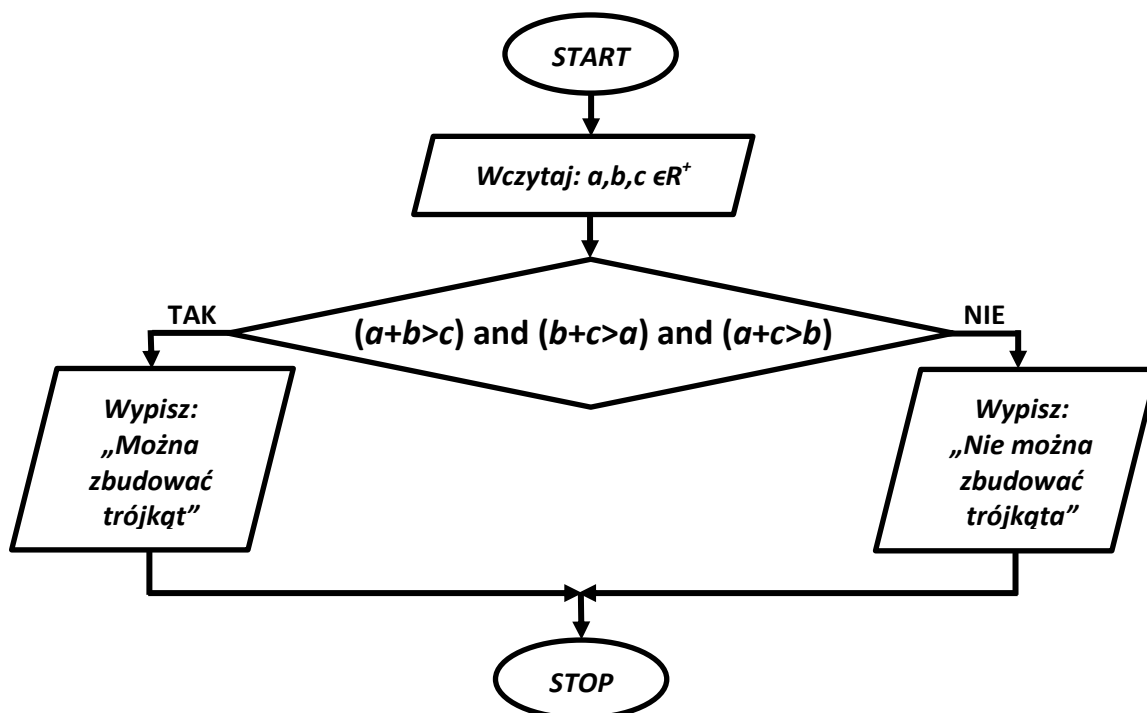 START
Wczytaj: a,b,c ϵR⁺
TAK
(a+b>c) and (b+c>a) and (a+c>b)
NIE
Wypisz:
„Można
zbudować
trójkąt”
Wypisz:
„Nie można
zbudować
trójkąta”
STOP